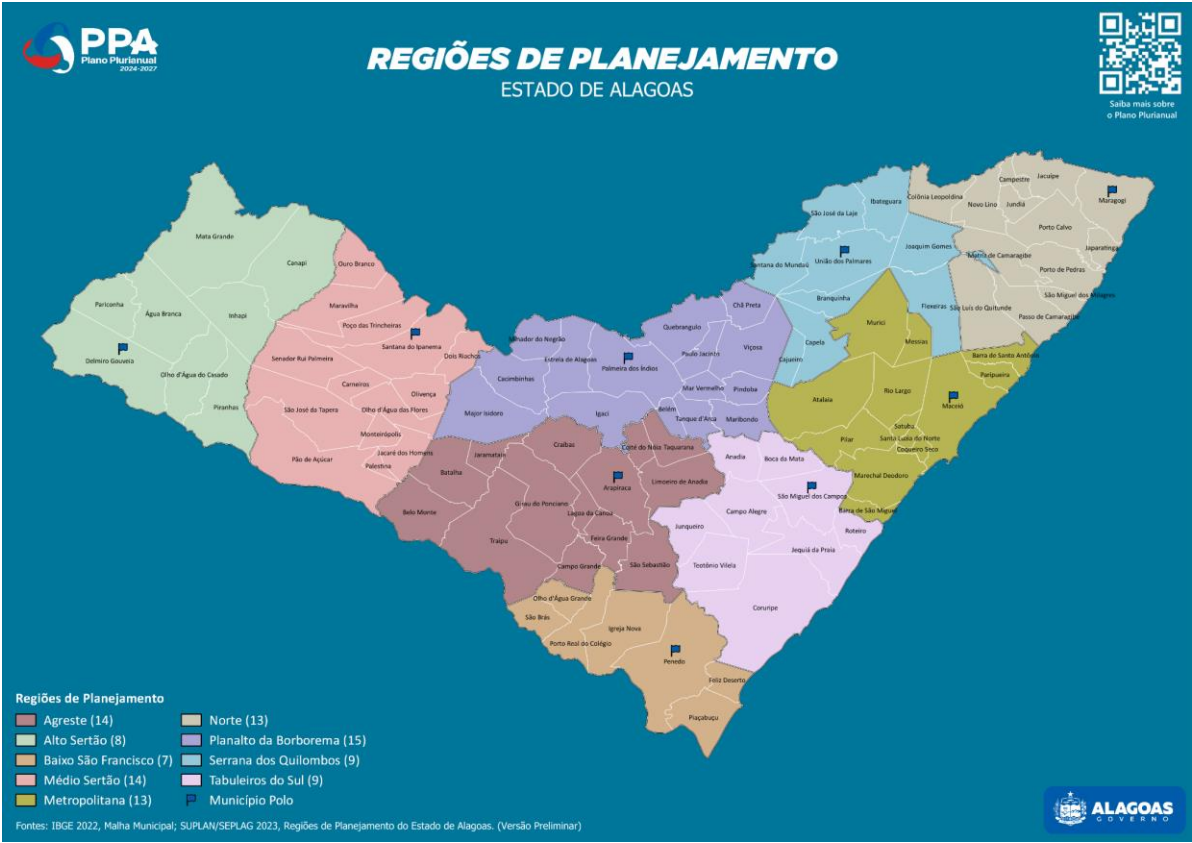 PPA
Plano Plurianual
2024-2027
REGIÕES DE PLANEJAMENTO
ESTADO DE ALAGOAS
Saiba mais sobre
o Plano Plurianual
Mata Grande
Canapi
Pariconha
Água Branca
Inhapi
Delmiro Gouveia
Olho d'Água do Casado
Piranhas
Ouro Branco
Maravilha
Poço das Trincheiras
Santana do Ipanema
Senador Rui Palmeira
Dois Riachos
Carneiros
Olivença
São José da Tapera
Olho d'Água das Flores
Monteirópolis
Jacaré dos Homens
Pão de Açúcar
Palestina
Minador do Negrão
Estrela de Alagoas
Palmeira dos Índios
Cacimbinhas
Major Isidoro
Igaci
Quebrangulo
Chã Preta
Paulo Jacinto
Viçosa
Mar Vermelho
Pindoba
Belém
Tanque d'Arca
Maribondo
São José da Laje
Ibateguara
Santana do Mundaú
União dos Palmares
Joaquim Gomes
Branquinha
Flexeiras
Capela
Cajueiro
Colônia Leopoldina
Campestre
Jacuípe
Novo Lino
Jundiá
Maragogi
Porto Calvo
Japaratinga
Matriz de Camaragibe
Porto de Pedras
São Miguel dos Milagres
São Luís do Quitunde
Passo de Camaragibe
Murici
Messias
Barra de Santo Antônio
Paripueira
Rio Largo
Atalaia
Maceió
Satuba
Pilar
Santa Luzia do Norte
Coqueiro Seco
Marechal Deodoro
Barra de São Miguel
Craíbas
Coité do Nóia
Taquarana
Jaramataia
Batalha
Arapiraca
Limoeiro de Anadia
Belo Monte
Girau do Ponciano
Lagoa da Canoa
Traipu
Feira Grande
Campo Grande
São Sebastião
Anadia
Boca da Mata
São Miguel dos Campos
Campo Alegre
Junqueiro
Roteiro
Jequiá da Praia
Teotônio Vilela
Coruripe
Olho d'Água Grande
São Brás
Igreja Nova
Porto Real do Colégio
Penedo
Feliz Deserto
Piaçabuçu
Regiões de Planejamento
Agreste (14)
Alto Sertão (8)
Baixo São Francisco (7)
Médio Sertão (14)
Metropolitana (13)
Norte (13)
Planalto da Borborema (15)
Serrana dos Quilombos (9)
Tabuleiros do Sul (9)
Município Polo
Fontes: IBGE 2022, Malha Municipal; SUPLAN/SEPLAG 2023, Regiões de Planejamento do Estado de Alagoas. (Versão Preliminar)
ALAGOAS
GOVERNO